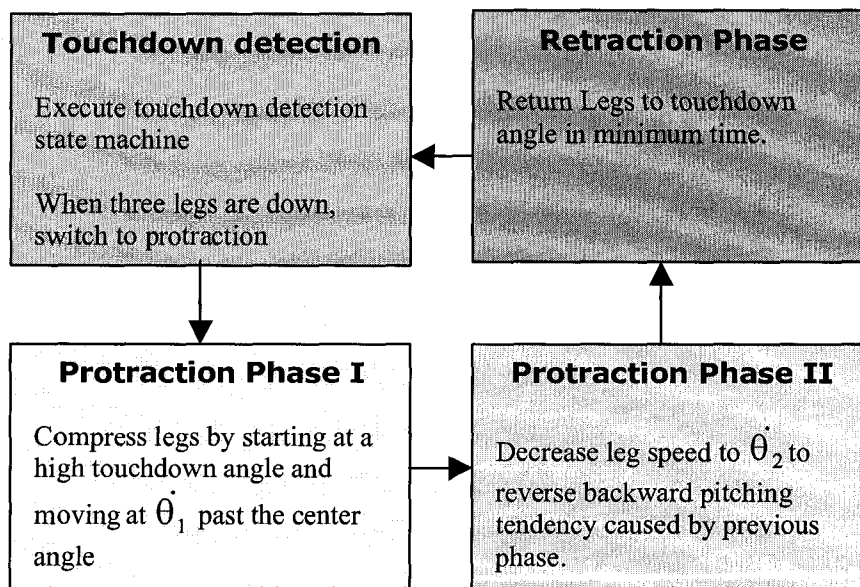 Touchdown detection
Execute touchdown detection
state machine
When three legs are down,
switch to protraction
Retraction Phase
Return Legs to touchdown
angle in minimum time.
Protraction Phase I
Compress legs by starting at a
high touchdown angle and
moving at θ̇₁ past the center
angle
Protraction Phase II
Decrease leg speed to θ̇₂ to
reverse backward pitching
tendency caused by previous
phase.